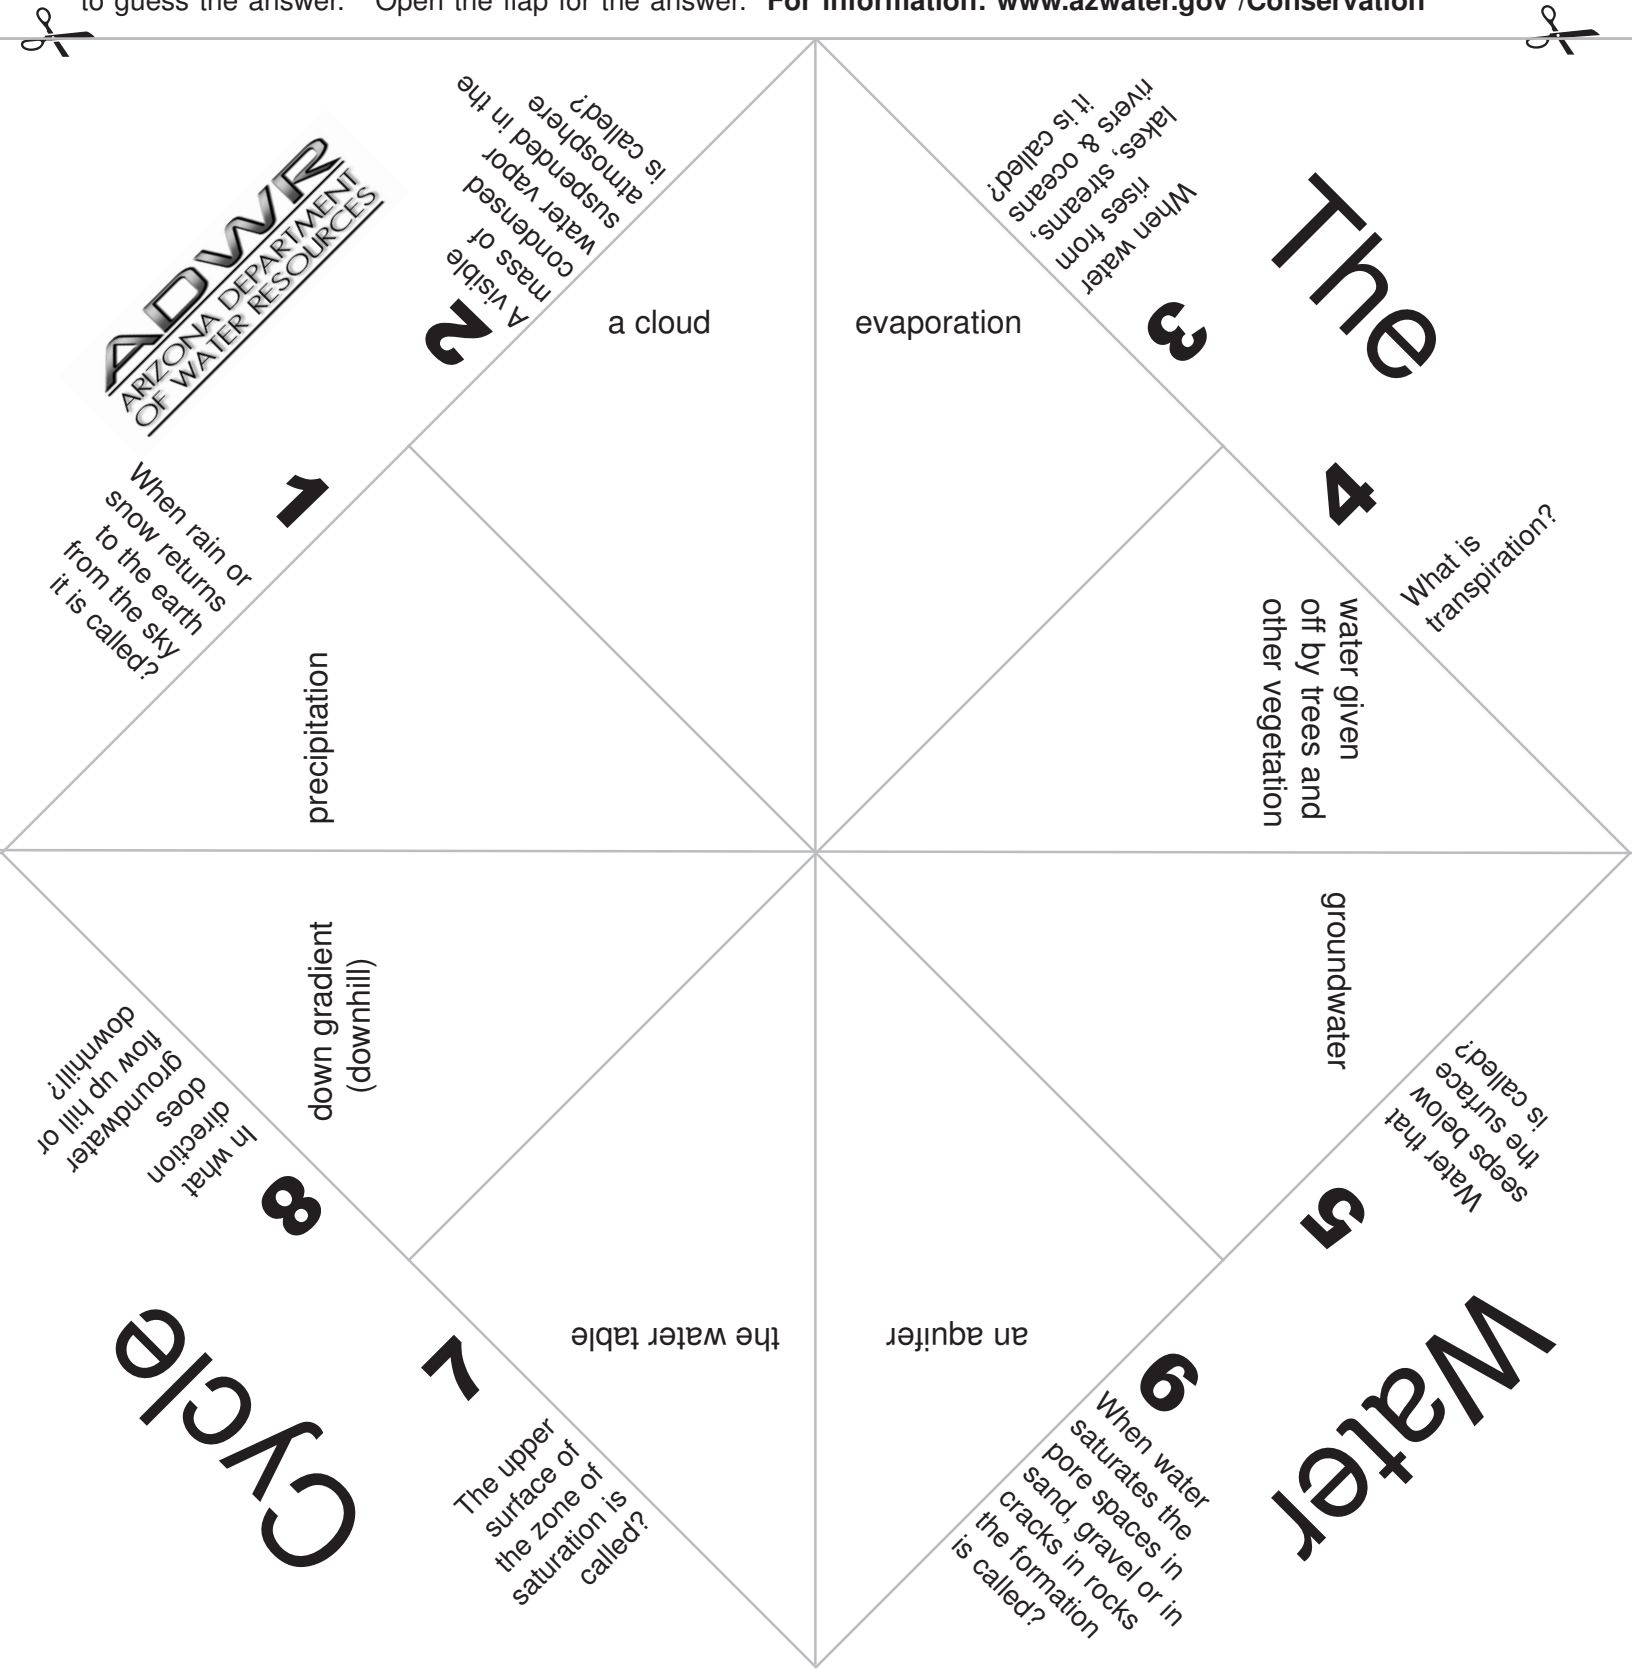 to guess the answer. Open the flap for the answer. For information: www.azwater.gov /Conservation
ADWR
ARIZONA DEPARTMENT
OF WATER RESOURCES
The
Water
Cycle
1
When rain or
snow returns
to the earth
from the sky
it is called?
precipitation
2
A visible
mass of
condensed
water vapor
suspended in the
atmosphere
is called?
a cloud
3
When water
rises from
lakes, streams,
rivers & oceans
it is called?
evaporation
4
What is
transpiration?
water given
off by trees and
other vegetation
5
Water that
seeps below
the surface
is called?
groundwater
6
When water
saturates the
pore spaces in
sand, gravel or in
cracks in rocks
the formation
is called?
an aquifer
7
The upper
surface of
the zone of
saturation is
called?
the water table
8
In what
direction
does
groundwater
flow up hill or
downhill?
down gradient
(downhill)